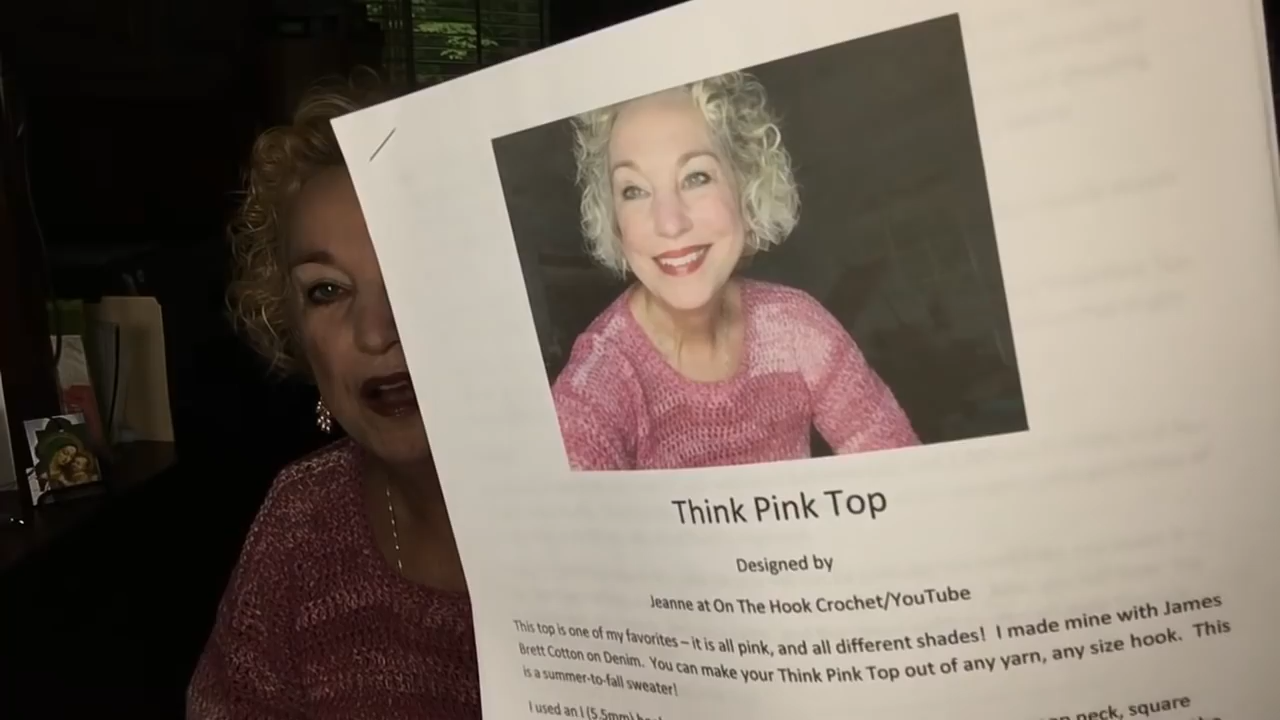 Think Pink Top
Designed by
Jeanne at On The Hook Crochet/YouTube
This top is one of my favorites – it is all pink, and all different shades!  I made mine with James
Brett Cotton on Denim.  You can make your Think Pink Top out of any yarn, any size hook.  This
is a summer-to-fall sweater!
I used an I (5.5mm) neck, square